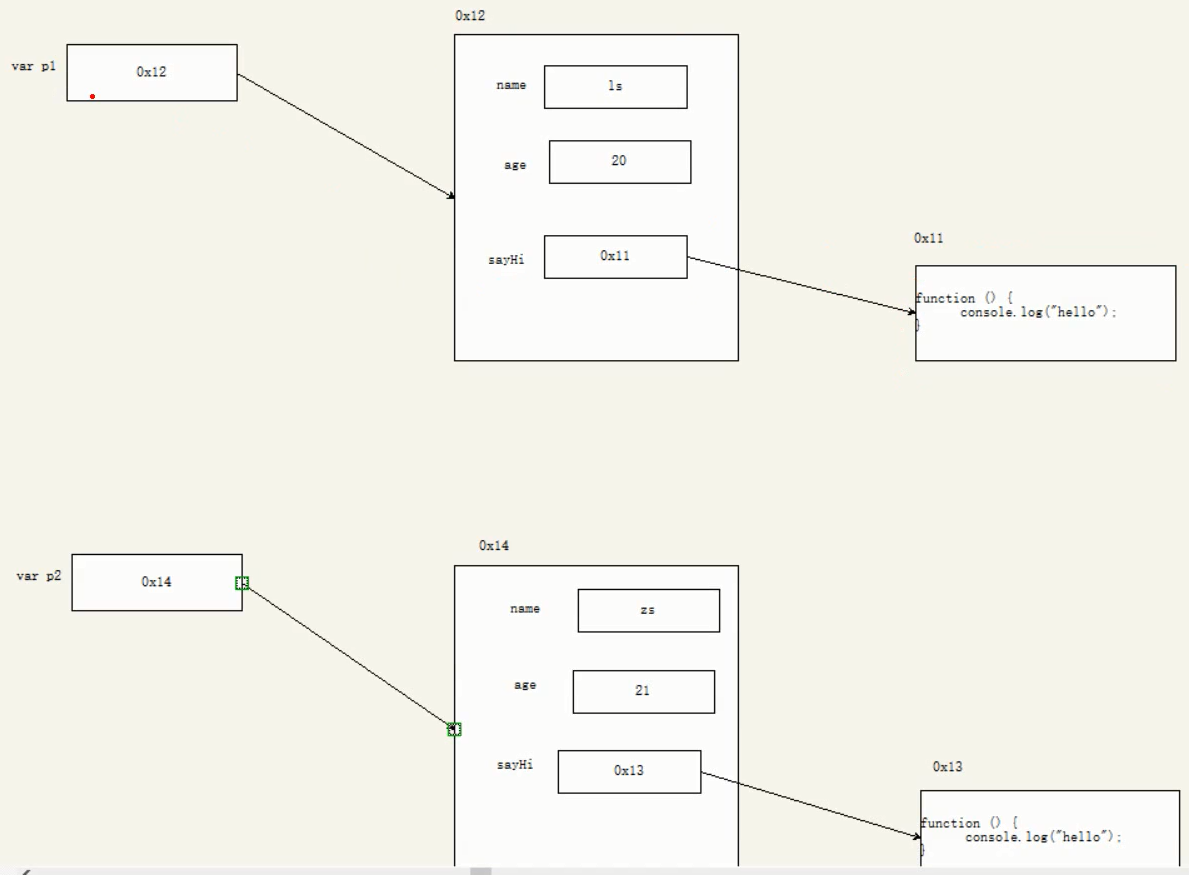 0x12
var p1
0x12
name
ls
age
20
sayHi
0x11
0x11
function () {
console.log("hello");
}
0x14
var p2
0x14
name
zs
age
21
sayHi
0x13
0x13
function () {
console.log("hello");
}